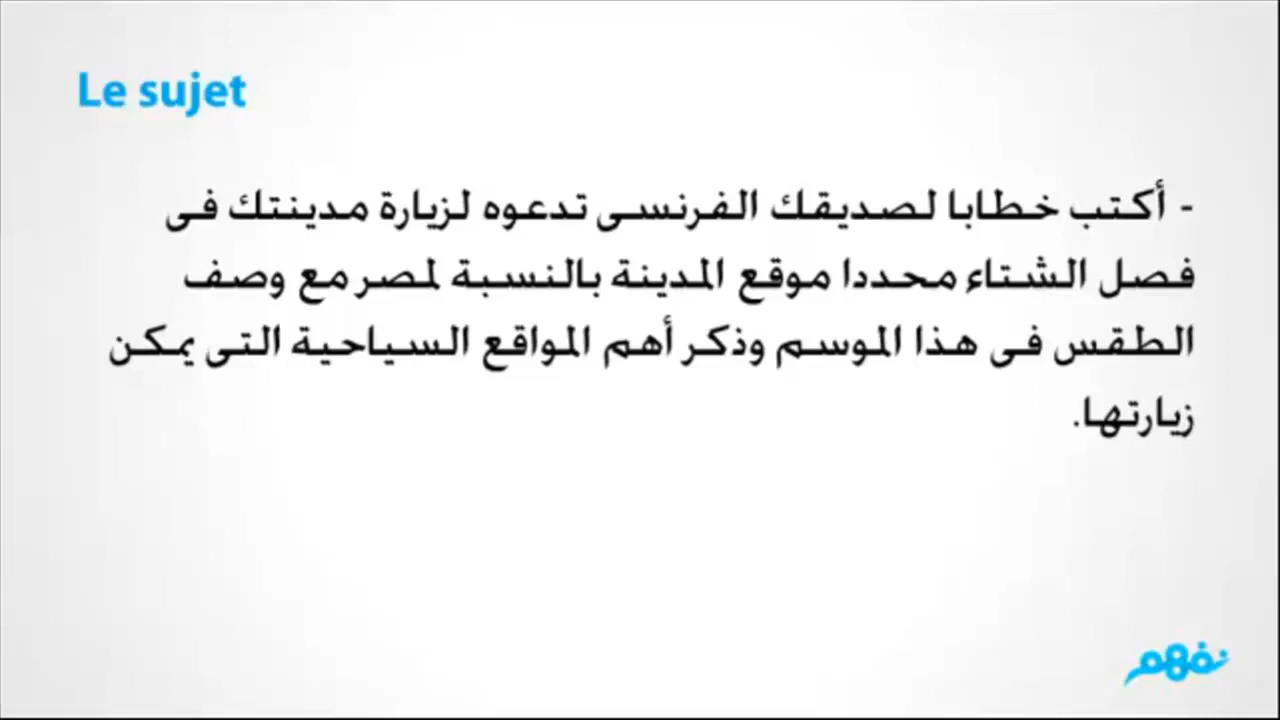 Le sujet
- أكتب خطابا لصديقك الفرنسى تدعوه لزيارة مدينتك فى
فصل الشتاء محددا موقع المدينة بالنسبة لمصر مع وصف
الطقس فى هذا الموسم وذكر أهم المواقع السياحية التى يمكن
زيارتها.
نفهم